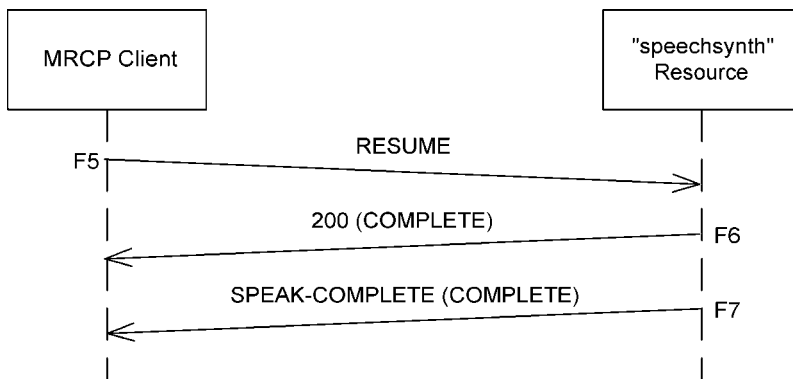 MRCP Client
"speechsynth"
Resource
RESUME
F5
200 (COMPLETE)
F6
SPEAK-COMPLETE (COMPLETE)
F7